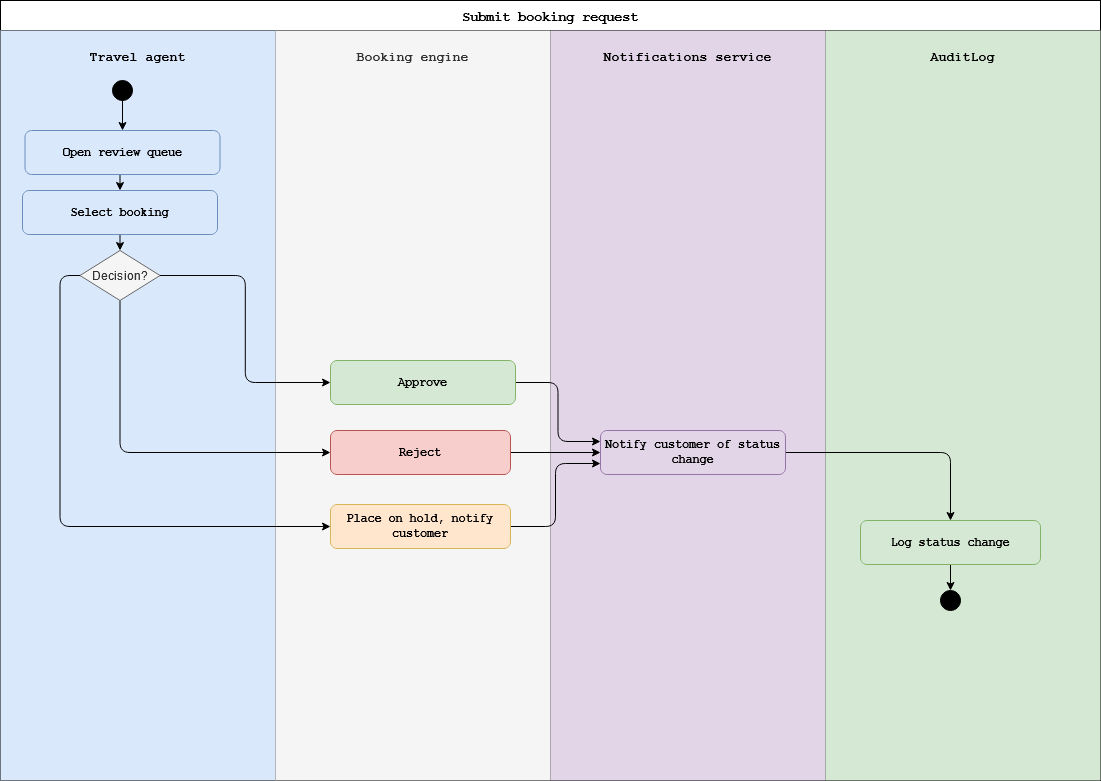 Submit booking request
Travel agent
Booking engine
Notifications service
AuditLog
Open review queue
Select booking
Decision?
Approve
Reject
Notify customer of status
change
Place on hold, notify
customer
Log status change